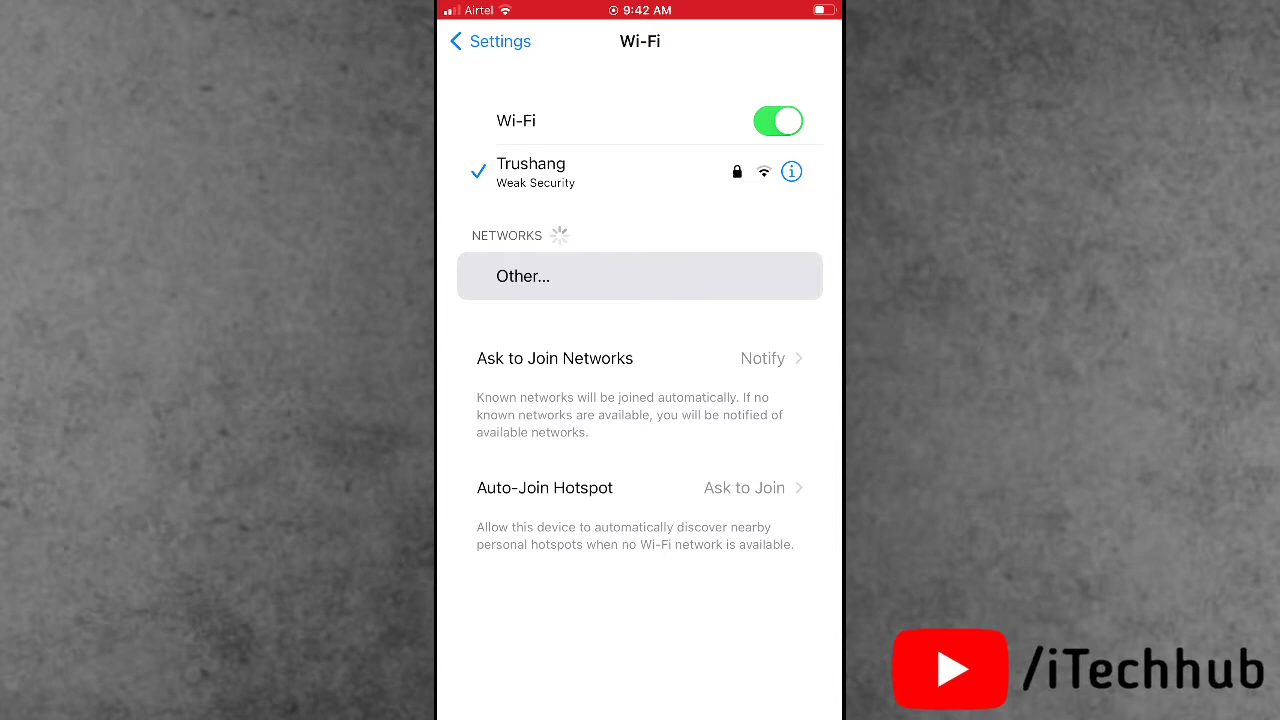 Airtel
9:42 AM
Settings
Wi-Fi
Wi-Fi
Trushang
Weak Security
NETWORKS
Other...
Ask to Join Networks Notify
Known networks will be joined automatically. If no
known networks are available, you will be notified of
available networks.
Auto-Join Hotspot Ask to Join
Allow this device to automatically discover nearby
personal hotspots when no Wi-Fi network is available.
/iTechhub